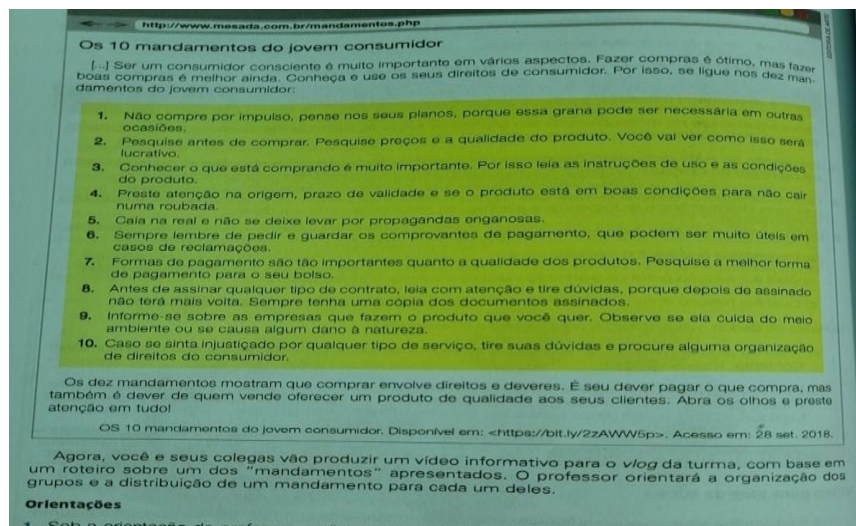 http://www.mesada.com.br/mandamentos.php
Os 10 mandamentos do jovem consumidor
[...] Ser um consumidor consciente é muito importante em vários aspectos. Fazer compras é ótimo, mas fazer
boas compras é melhor ainda. Conheça e use os seus direitos de consumidor. Por isso, se ligue nos dez man-
damentos do jovem consumidor:
1. Não compre por impulso, pense nos seus planos, porque essa grana pode ser necessária em outras
ocasiões.
2. Pesquise antes de comprar. Pesquise preços e a qualidade do produto. Você vai ver como isso será
lucrativo.
3. Conhecer o que está comprando é muito importante. Por isso leia as instruções de uso e as condições
do produto.
4. Preste atenção na origem, prazo de validade e se o produto está em boas condições para não cair
numa roubada.
5. Caia na real e não se deixe levar por propagandas enganosas.
6. Sempre lembre de pedir e guardar os comprovantes de pagamento, que podem ser muito úteis em
casos de reclamações.
7. Formas de pagamento são tão importantes quanto a qualidade dos produtos. Pesquise a melhor forma
de pagamento para o seu bolso.
8. Antes de assinar qualquer tipo de contrato, leia com atenção e tire dúvidas, porque depois de assinado
não terá mais volta. Sempre tenha uma cópia dos documentos assinados.
9. Informe-se sobre as empresas que fazem o produto que você quer. Observe se ela cuida do meio
ambiente ou se causa algum dano à natureza.
10. Caso se sinta injustiçado por qualquer tipo de serviço, tire suas dúvidas e procure alguma organização
de direitos do consumidor.
Os dez mandamentos mostram que comprar envolve direitos e deveres. É seu dever pagar o que compra, mas
também é dever de quem vende oferecer um produto de qualidade aos seus clientes. Abra os olhos e preste
atenção em tudo!
OS 10 mandamentos do jovem consumidor. Disponível em: <https://bit.ly/2zAWW5p>. Acesso em: 28 set. 2018.
Agora, você e seus colegas vão produzir um vídeo informativo para o vlog da turma, com base em
um roteiro sobre um dos "mandamentos" apresentados. O professor orientará a organização dos
grupos e a distribuição de um mandamento para cada um deles.
Orientações